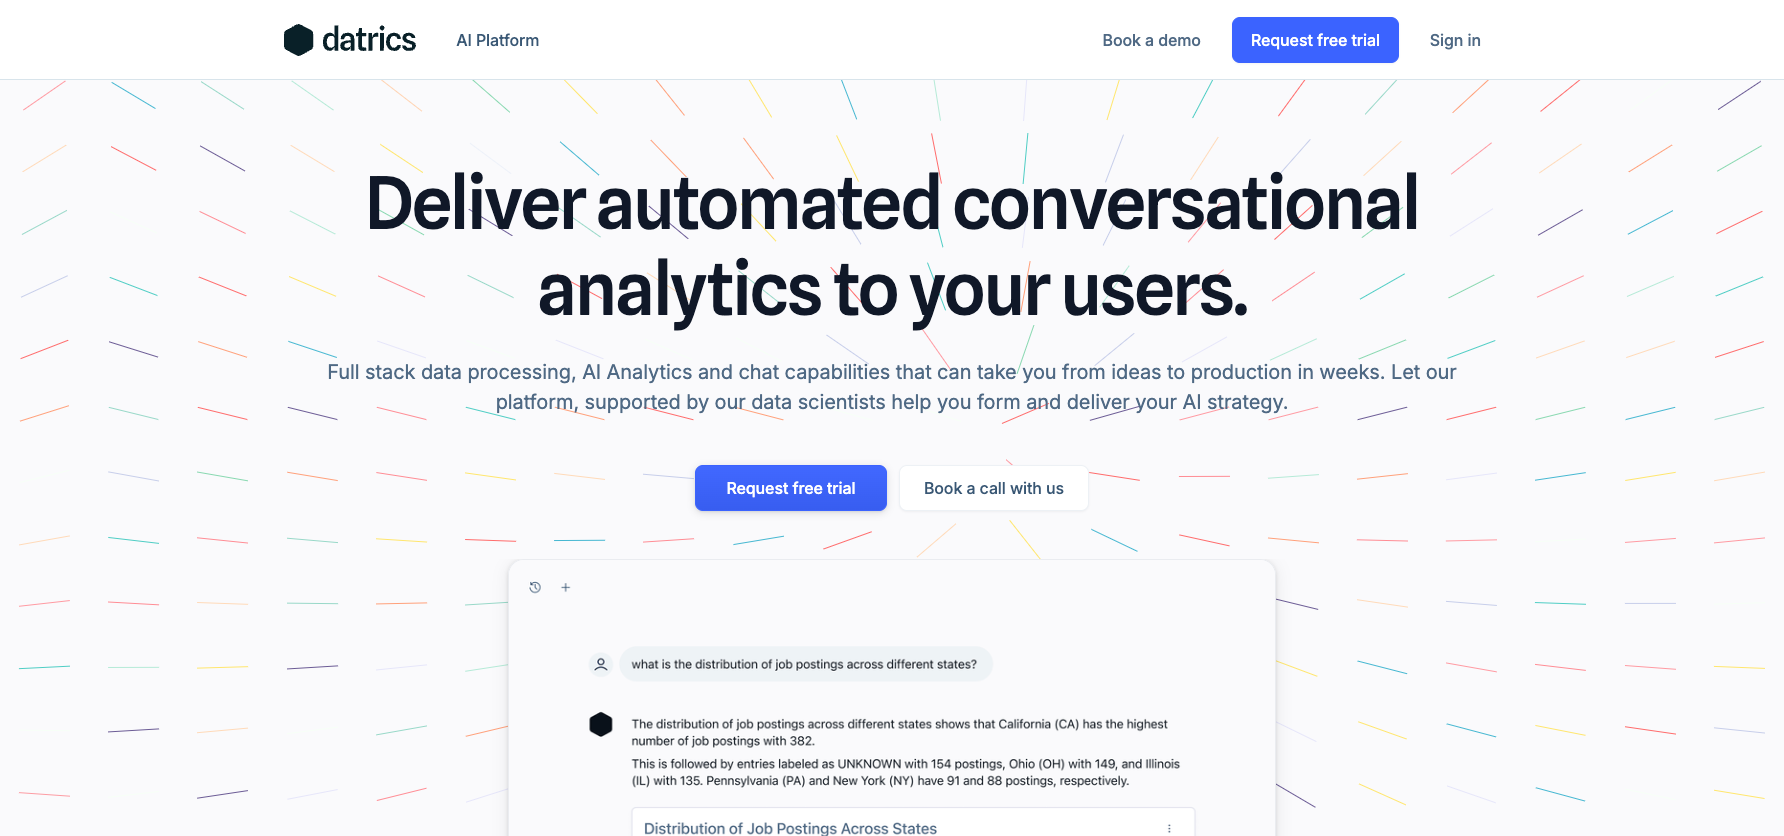 datrics
AI Platform
Book a demo
Request free trial
Sign in
Deliver automated conversational
analytics to your users.
Full stack data processing, AI Analytics and chat capabilities that can take you from ideas to production in weeks. Let our
platform, supported by our data scientists help you form and deliver your AI strategy.
Request free trial
Book a call with us
what is the distribution of job postings across different states?
The distribution of job postings across different states shows that California (CA) has the highest
number of job postings with 382.
This is followed by entries labeled as UNKNOWN with 154 postings, Ohio (OH) with 149, and Illinois
(IL) with 135. Pennsylvania (PA) and New York (NY) have 91 and 88 postings, respectively.
Distribution of Job Postings Across States